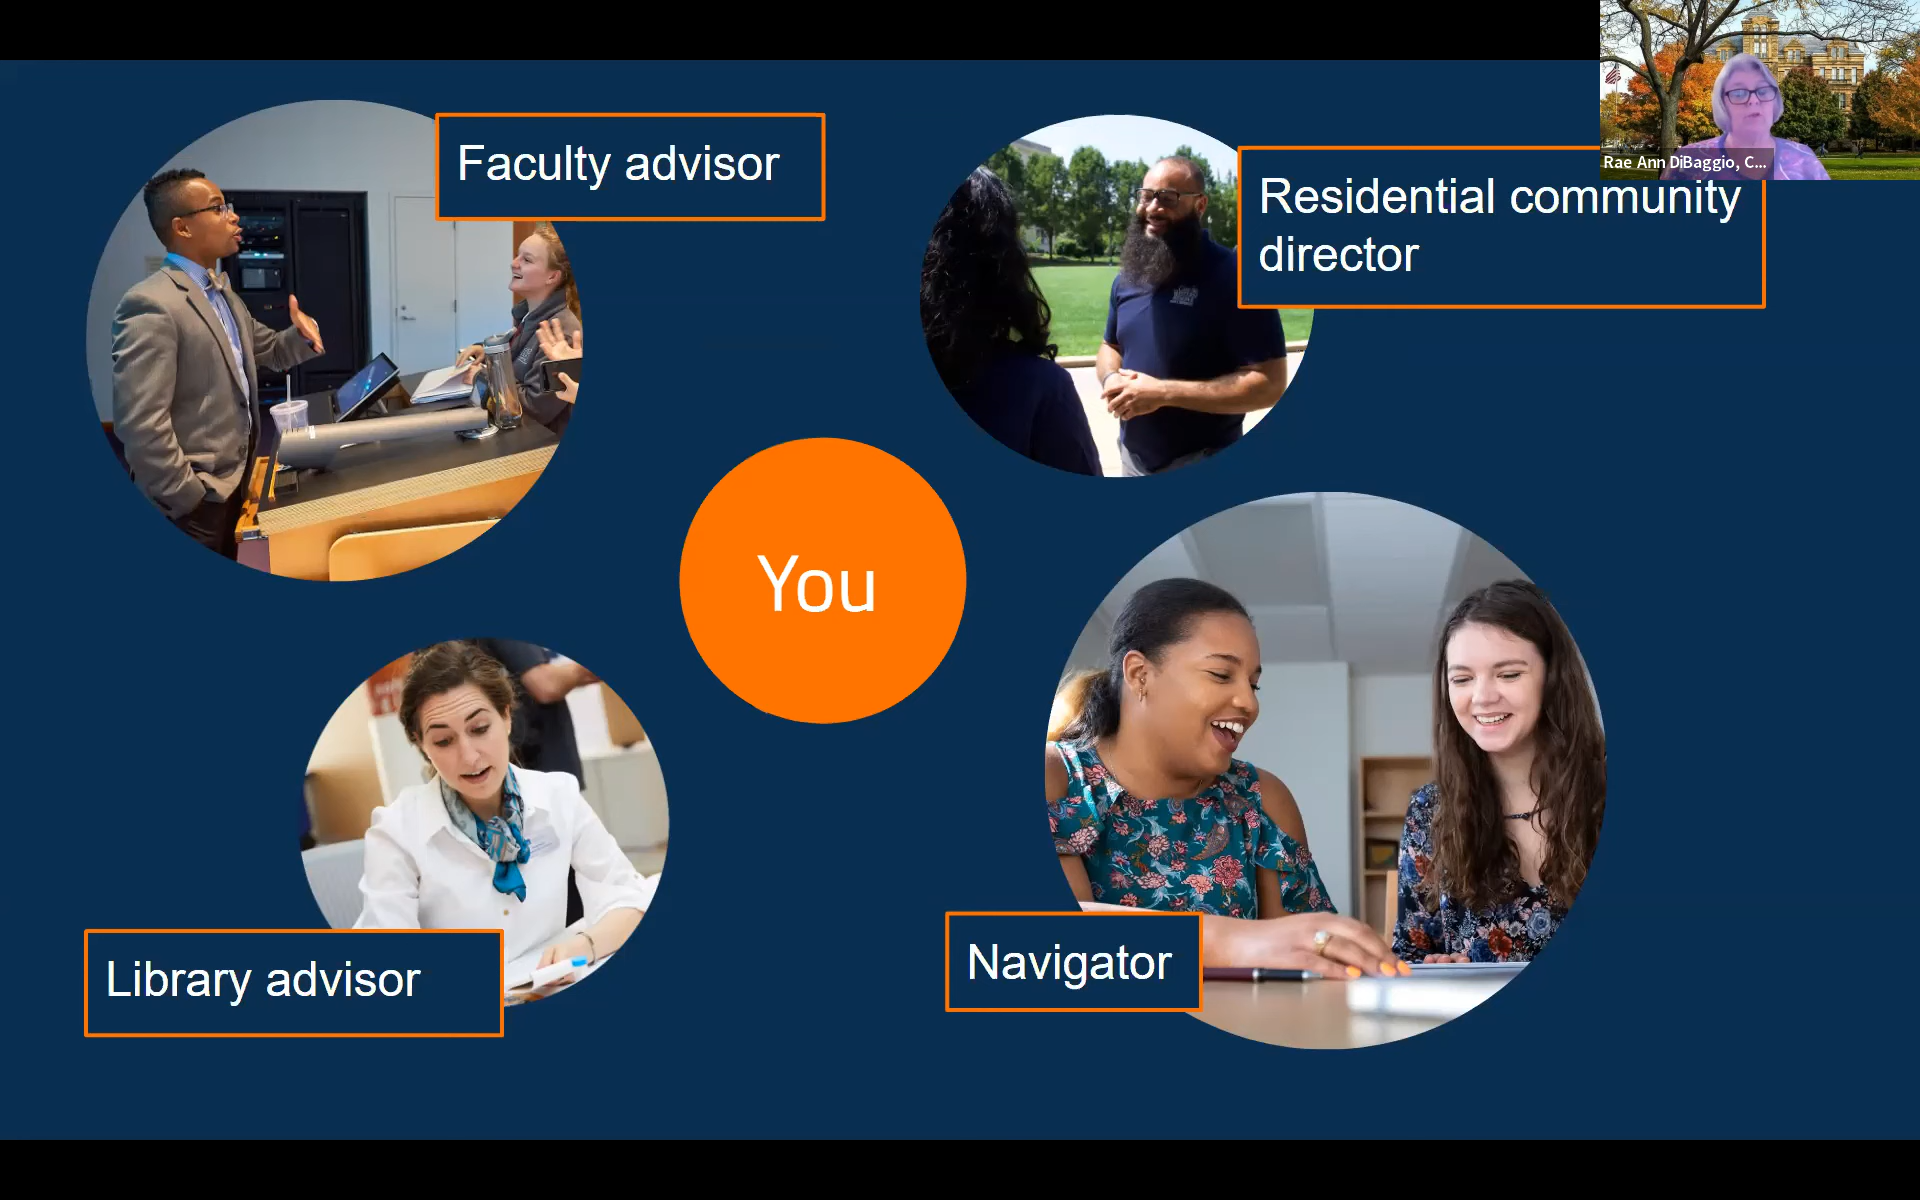 Faculty advisor
Residential community
director
Rae Ann DiBaggio, C...
You
Library advisor
Navigator